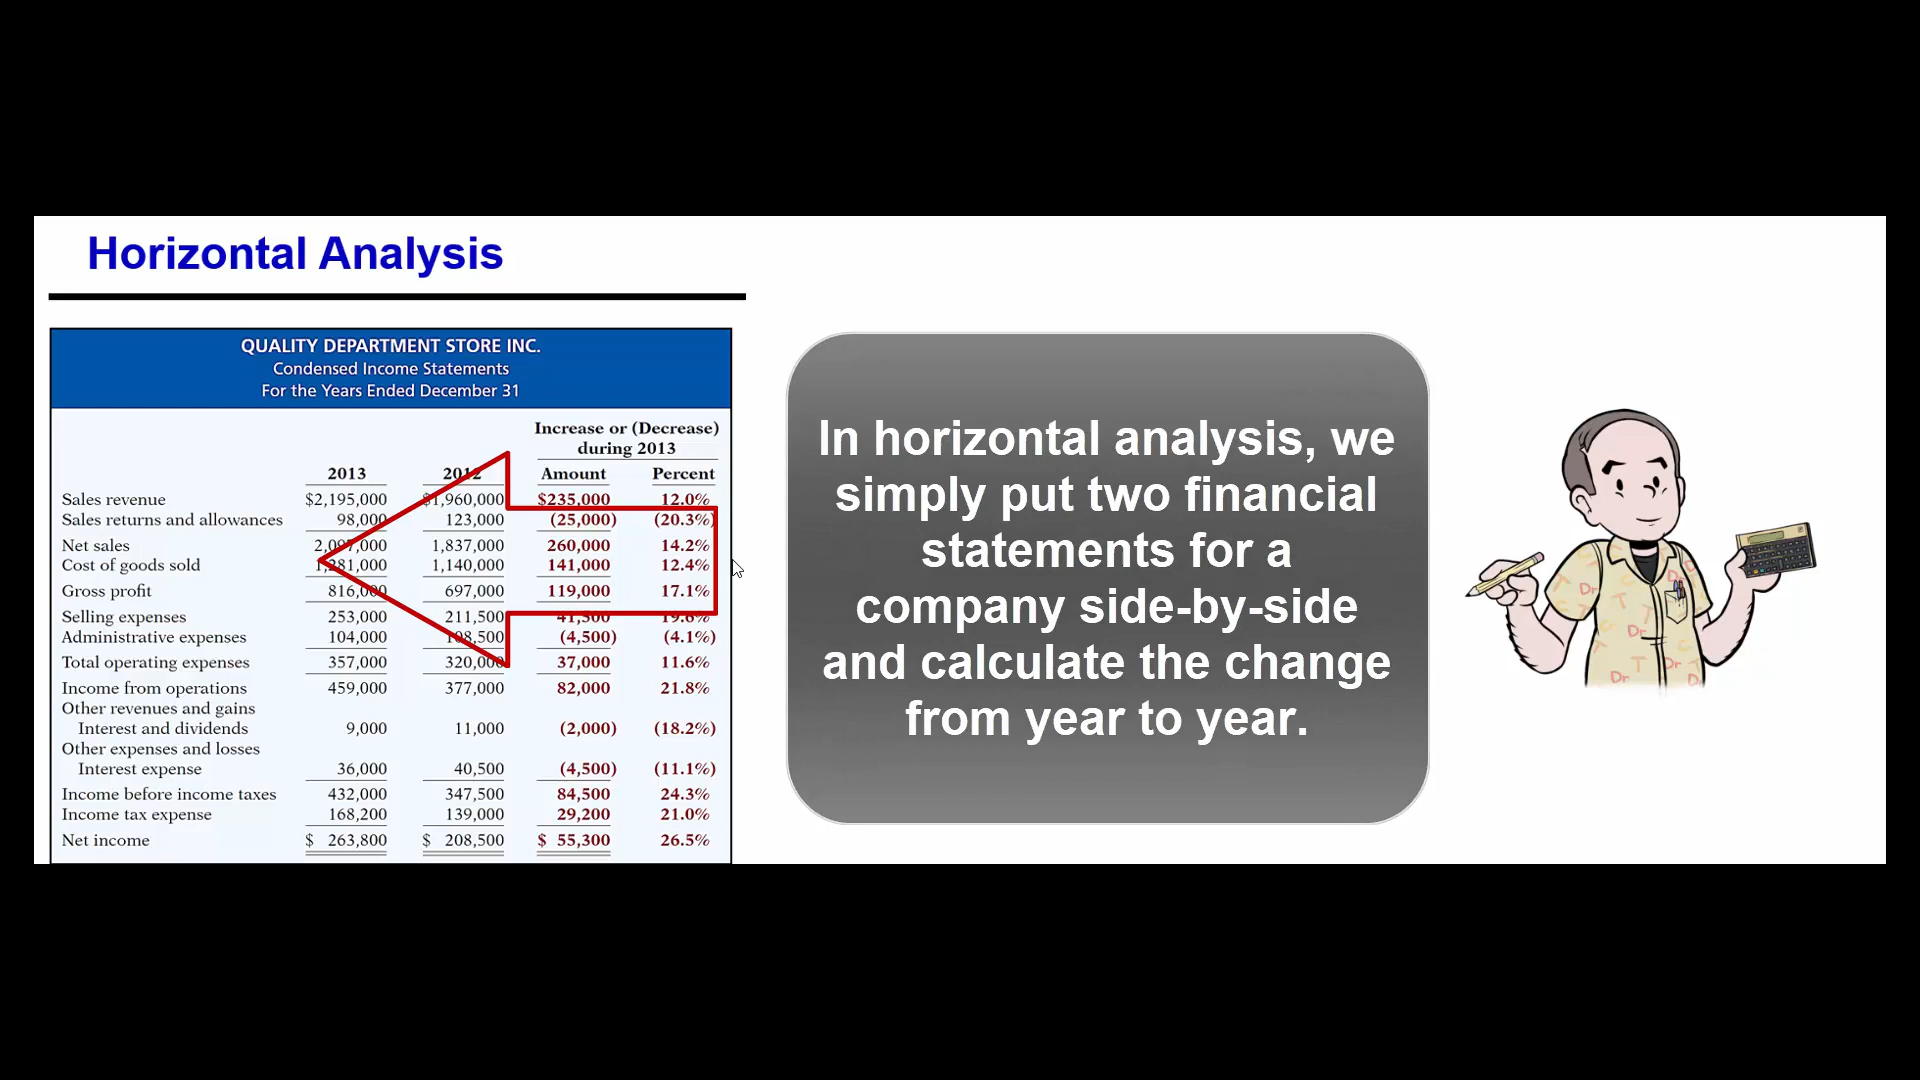 Horizontal Analysis
QUALITY DEPARTMENT STORE INC.
Condensed Income Statements
For the Years Ended December 31
Increase or (Decrease)
during 2013
2013 2012 Amount Percent
Sales revenue $2,195,000 $1,960,000 $235,000 12.0%
Sales returns and allowances 98,000 123,000 (25,000) (20.3%)
Net sales 2,097,000 1,837,000 260,000 14.2%
Cost of goods sold 1,281,000 1,140,000 141,000 12.4%
Gross profit 816,000 697,000 119,000 17.1%
Selling expenses 253,000 211,500 41,500 19.6%
Administrative expenses 104,000 108,500 (4,500) (4.1%)
Total operating expenses 357,000 320,000 37,000 11.6%
Income from operations 459,000 377,000 82,000 21.8%
Other revenues and gains
Interest and dividends 9,000 11,000 (2,000) (18.2%)
Other expenses and losses
Interest expense 36,000 40,500 (4,500) (11.1%)
Income before income taxes 432,000 347,500 84,500 24.3%
Income tax expense 168,200 139,000 29,200 21.0%
Net income $ 263,800 $ 208,500 $ 55,300 26.5%
In horizontal analysis, we
simply put two financial
statements for a
company side-by-side
and calculate the change
from year to year.
Dr
Dr
T
Dr
Dr
T